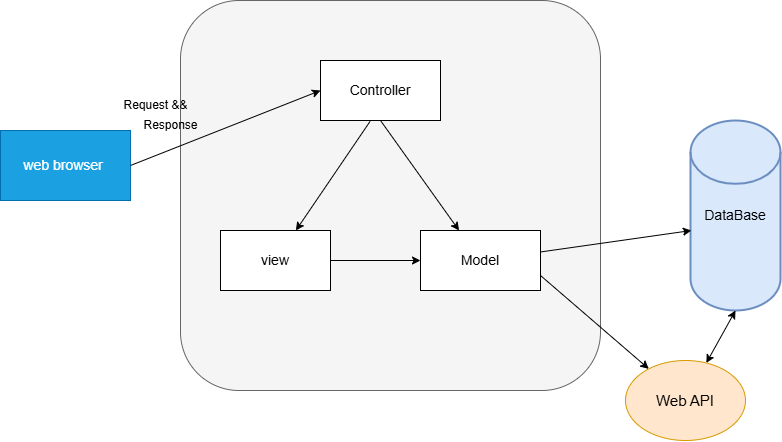 Controller
Request &&
Response
web browser
DataBase
view
Model
Web API